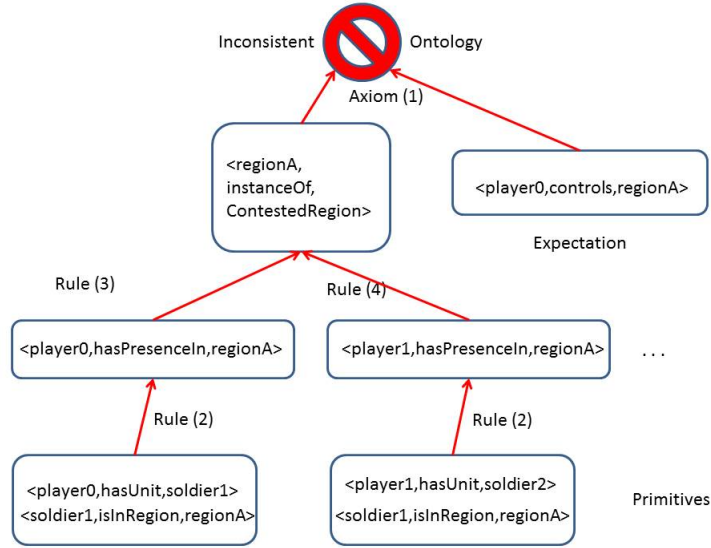 Inconsistent Ontology
Axiom (1)
<regionA,
instanceOf,
ContestedRegion>
<player0,controls,regionA>
Expectation
Rule (3)
Rule (4)
<player0,hasPresenceIn,regionA>
<player1,hasPresenceIn,regionA>
. . .
Rule (2)
Rule (2)
<player0,hasUnit,soldier1>
<soldier1,isInRegion,regionA>
<player1,hasUnit,soldier2>
<soldier1,isInRegion,regionA>
Primitives